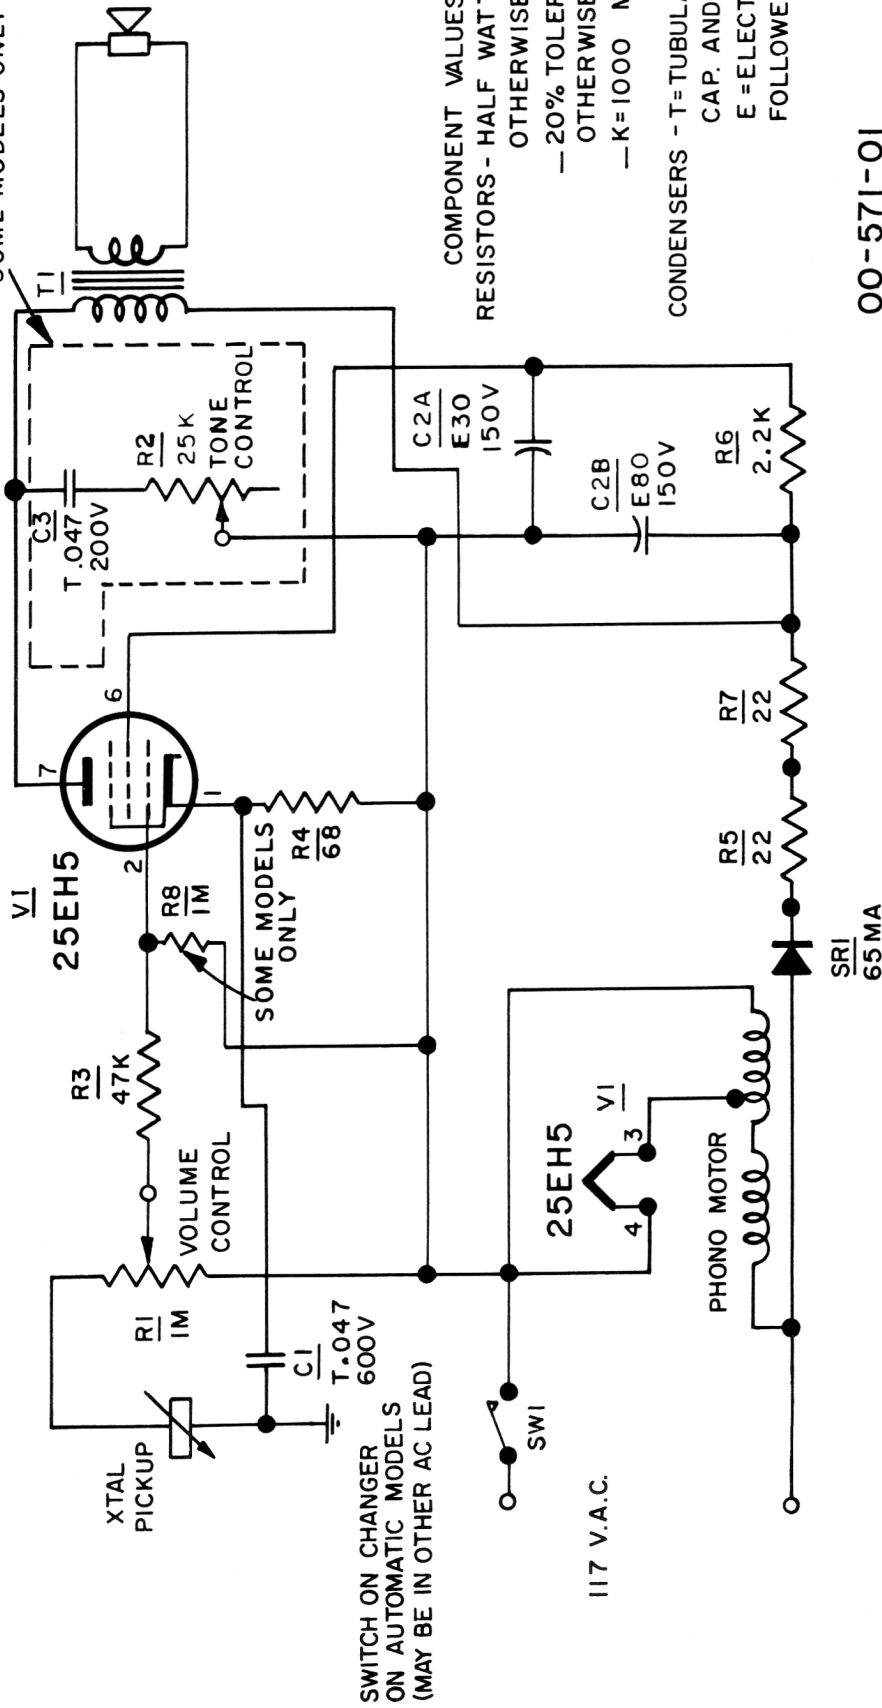 SOME MODELS ONLY
T1
C3
T.047
200V
R2
25K
TONE
CONTROL
V1
25EH5
7
6
2
1
R3
47K
R8
1M
SOME MODELS
ONLY
R4
68
XTAL
PICKUP
R1
1M
VOLUME
CONTROL
C1
T.047
600V
SWITCH ON CHANGER
ON AUTOMATIC MODELS
(MAY BE IN OTHER AC LEAD)
SW1
117 V.A.C.
25EH5
V1
4
3
PHONO MOTOR
SR1
65MA
R5
22
R7
22
R6
2.2K
C2A
E30
150V
C2B
E80
150V
COMPONENT VALUES
RESISTORS - HALF WATT
OTHERWISE
—20% TOLER
OTHERWISE
—K=1000 M
CONDENSERS - T=TUBULA
CAP. AND
E=ELECT
FOLLOWE
00-571-01